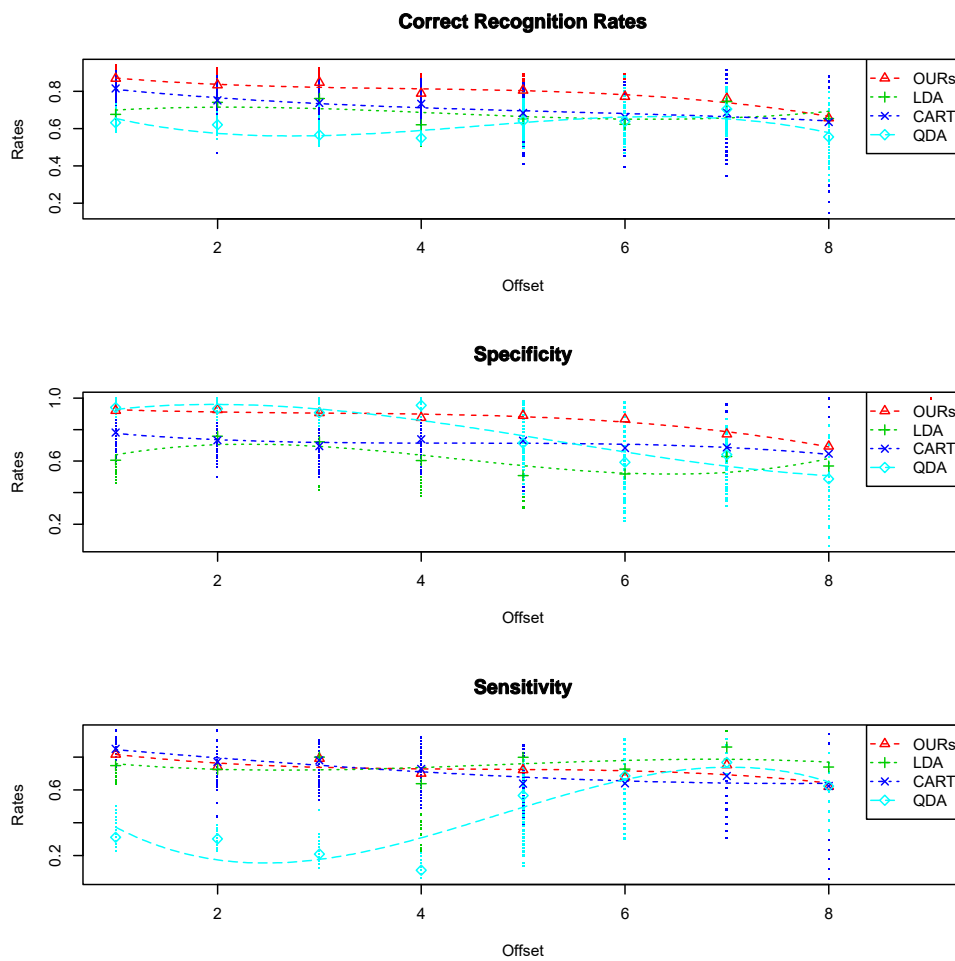 Correct Recognition Rates
Rates
0.2 0.4 0.6 0.8
2 4 6 8
Offset
OURs
LDA
CART
QDA
Specificity
Rates
0.2 0.6 1.0
2 4 6 8
Offset
OURs
LDA
CART
QDA
Sensitivity
Rates
0.2 0.6
2 4 6 8
Offset
OURs
LDA
CART
QDA